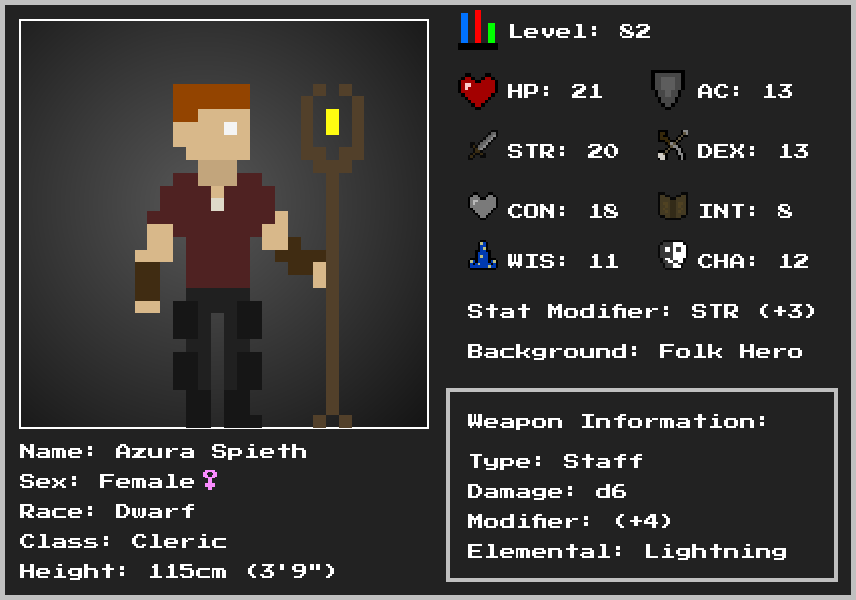 Level: 82
HP: 21
AC: 13
STR: 20
DEX: 13
CON: 18
INT: 8
WIS: 11
CHA: 12
Stat Modifier: STR (+3)
Background: Folk Hero
Weapon Information:
Type: Staff
Damage: d6
Modifier: (+4)
Elemental: Lightning
Name: Azura Spieth
Sex: Female♀
Race: Dwarf
Class: Cleric
Height: 115cm (3'9")